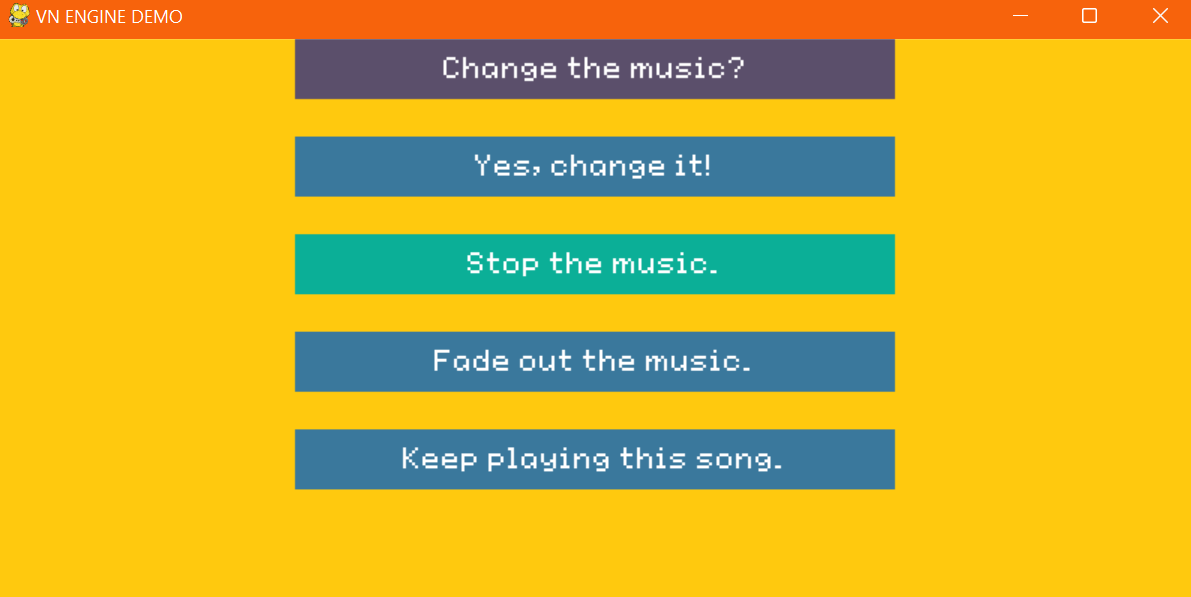 VN ENGINE DEMO
Change the music?
Yes, change it!
Stop the music.
Fade out the music.
Keep playing this song.